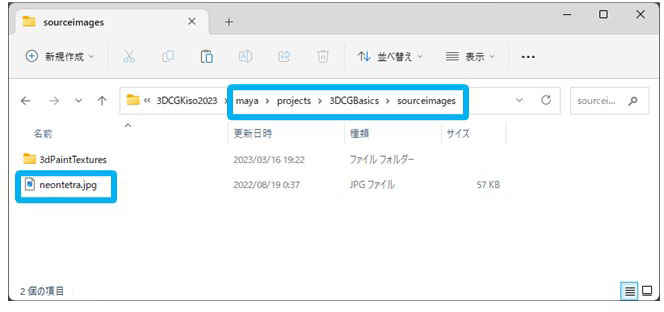 sourceimages
新規作成
並べ替え
表示
3DCGKiso2023 › maya › projects › 3DCGBasics › sourceimages
sourcei...
名前 更新日時 種類 サイズ
3dPaintTextures 2023/03/16 19:22 ファイル フォルダー
neontetra.jpg 2022/08/19 0:37 JPG ファイル 57 KB
2 個の項目